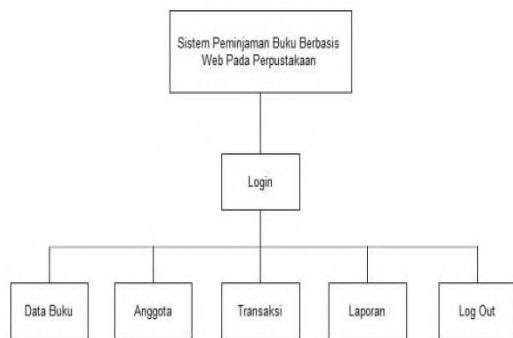 Sistem Peminjaman Buku Berbasis
Web Pada Perpustakaan
Login
Data Buku
Anggota
Transaksi
Laporan
Log Out